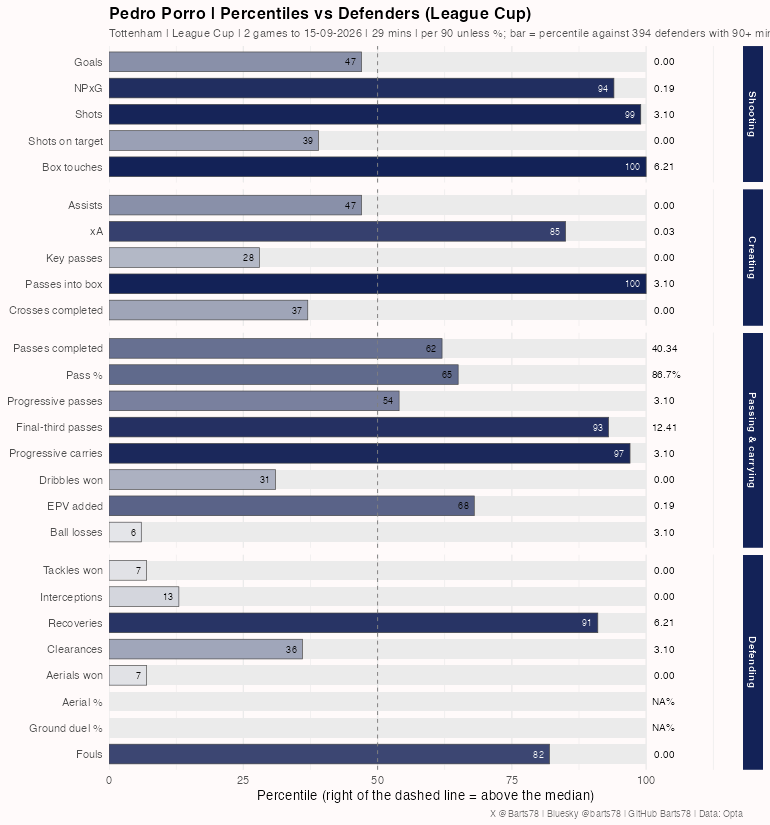 Pedro Porro | Percentiles vs Defenders (League Cup)
Tottenham | League Cup | 2 games to 15-09-2026 | 29 mins | per 90 unless %; bar = percentile against 394 defenders with 90+ min
Goals 47 0.00
NPxG 94 0.19
Shots 99 3.10
Shots on target 39 0.00
Box touches 100 6.21
Shooting
Assists 47 0.00
xA 85 0.03
Key passes 28 0.00
Passes into box 100 3.10
Crosses completed 37 0.00
Creating
Passes completed 62 40.34
Pass % 65 86.7%
Progressive passes 54 3.10
Final-third passes 93 12.41
Progressive carries 97 3.10
Dribbles won 31 0.00
EPV added 68 0.19
Ball losses 6 3.10
Passing & carrying
Tackles won 7 0.00
Interceptions 13 0.00
Recoveries 91 6.21
Clearances 36 3.10
Aerials won 7 0.00
Aerial % NA%
Ground duel % NA%
Fouls 82 0.00
Defending
0 25 50 75 100
Percentile (right of the dashed line = above the median)
X @Barts78 | Bluesky @barts78 | GitHub Barts78 | Data: Opta